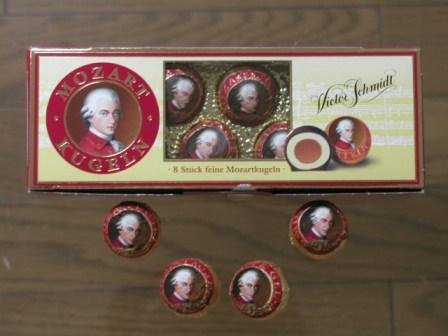 MOZART
KUGELN
Victor Schmidt
· 8 Stück feine Mozartkugeln ·